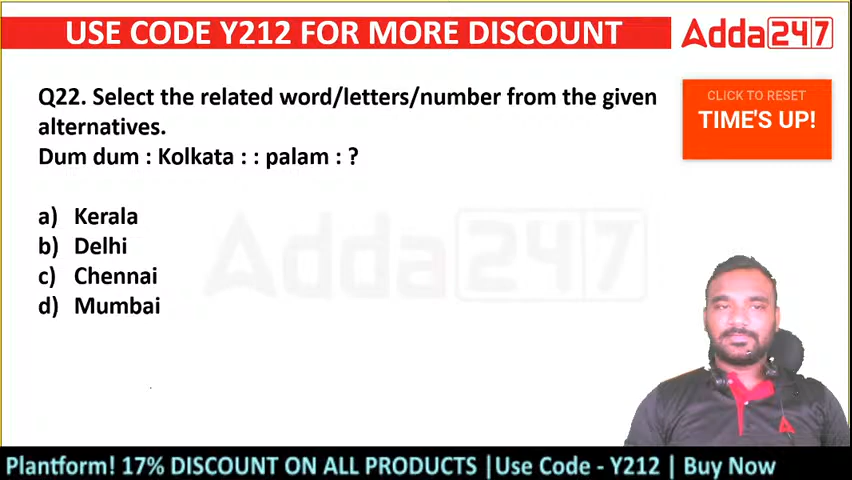 USE CODE Y212 FOR MORE DISCOUNT
Adda247
Q22. Select the related word/letters/number from the given
alternatives.
Dum dum : Kolkata : : palam : ?
CLICK TO RESET
TIME'S UP!
a) Kerala
b) Delhi
c) Chennai
d) Mumbai
Adda247
Plantform! 17% DISCOUNT ON ALL PRODUCTS |Use Code - Y212 | Buy Now